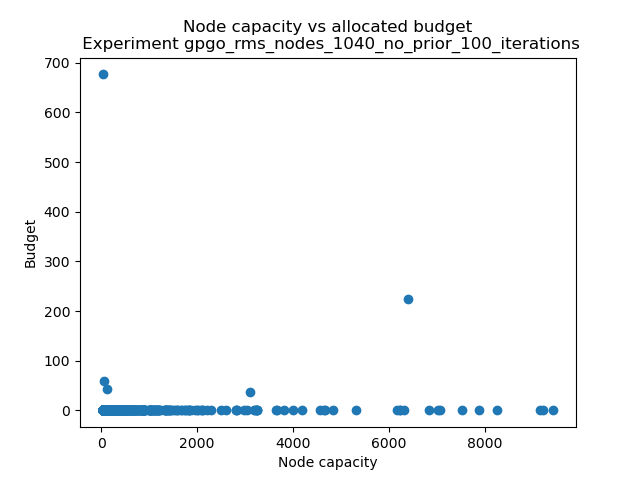 Node capacity vs allocated budget
Experiment gpgo_rms_nodes_1040_no_prior_100_iterations
700
600
500
400
300
200
100
0
Budget
0 2000 4000 6000 8000
Node capacity